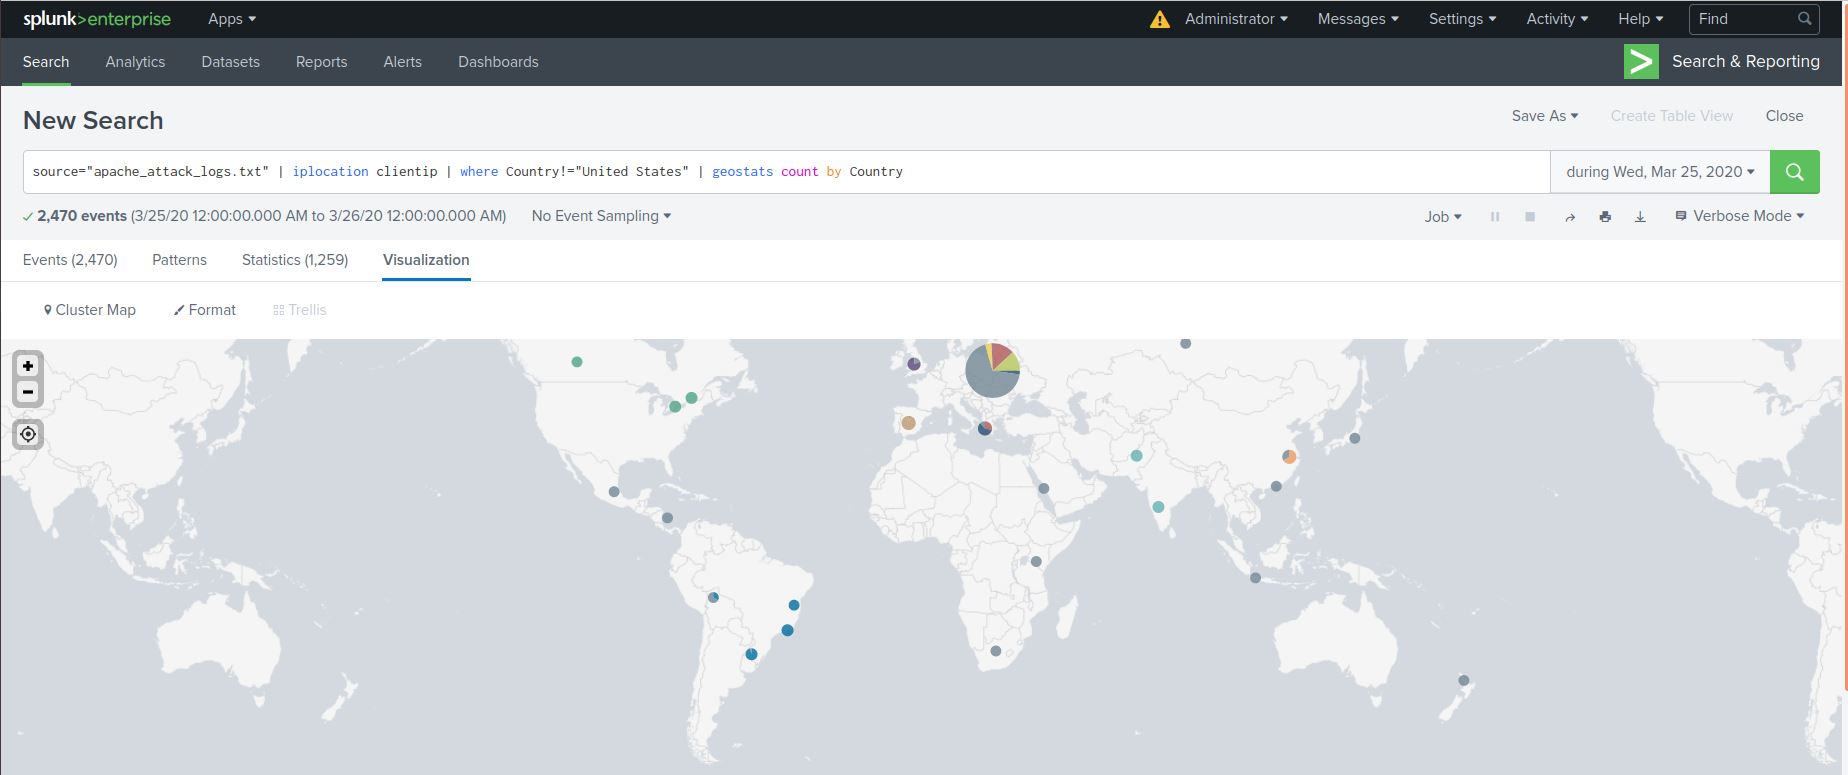 splunk>enterprise Apps Administrator Messages Settings Activity Help Find
Search Analytics Datasets Reports Alerts Dashboards Search & Reporting
New Search Save As Create Table View Close
source="apache_attack_logs.txt" | iplocation clientip | where Country!="United States" | geostats count by Country during Wed, Mar 25, 2020
2,470 events (3/25/20 12:00:00.000 AM to 3/26/20 12:00:00.000 AM) No Event Sampling Job Verbose Mode
Events (2,470) Patterns Statistics (1,259) Visualization
Cluster Map Format Trellis
+
-